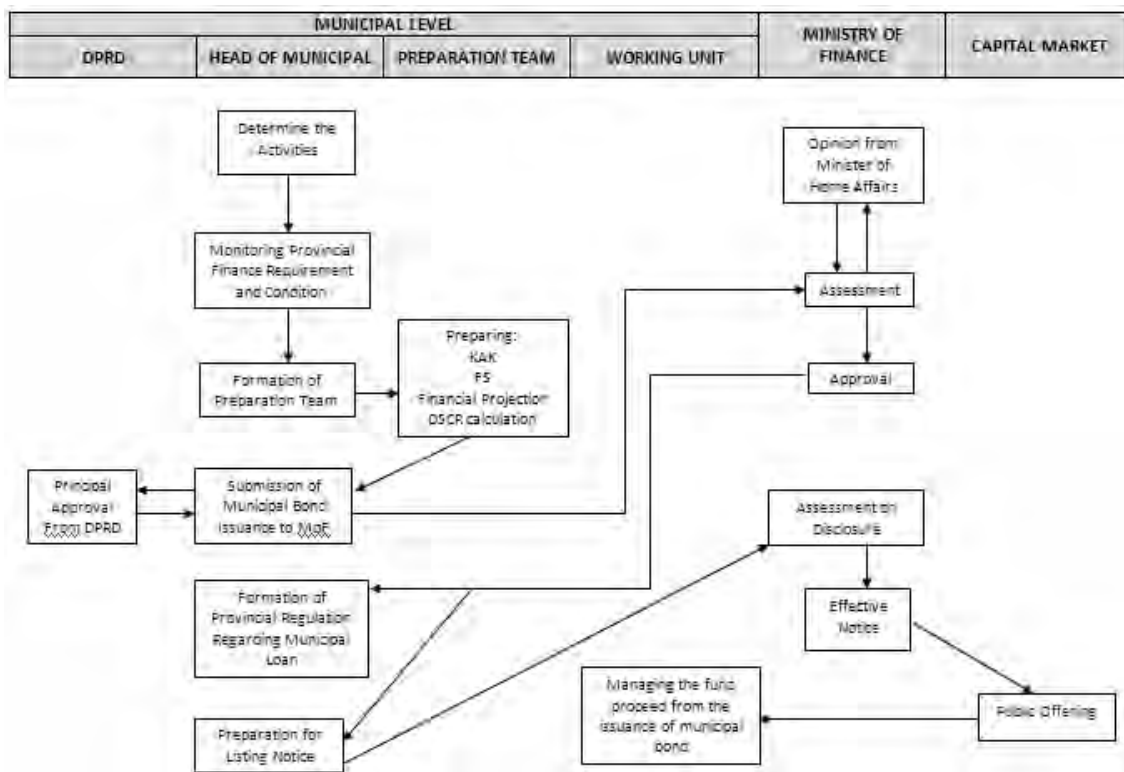 MUNICIPAL LEVEL
MINISTRY OF
FINANCE
CAPITAL MARKET
DPRD
HEAD OF MUNICIPAL
PREPARATION TEAM
WORKING UNIT
Determine the
Activities
Opinion from
Minister of
Home Affairs
Monitoring Provincial
Finance Requirement
and Condition
Assessment
Preparing:
KAK
FS
Financial Projection
DSCR calculation
Formation of
Preparation Team
Approval
Principal
Approval
From DPRD
Submission of
Municipal Bond
Issuance to MoF
Assessment on
Disclosure
Formation of
Provincial Regulation
Regarding Municipal
Loan
Effective
Notice
Managing the fund
proceed from the
issuance of municipal
bond
Public Offering
Preparation for
Listing Notice